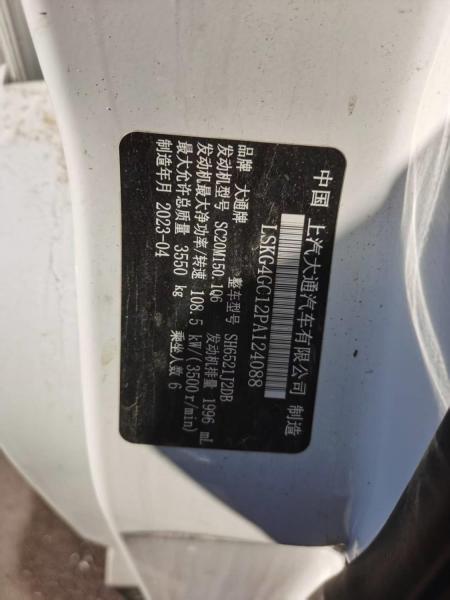 中国 上汽大通汽车有限公司 制造
LSKG4GC12PA124088
品牌 大通牌 整车型号 SH6521J2DB
发动机型号 SC20M150.1Q6 发动机排量 1996 mL
发动机最大净功率/转速 108.5 kW/(3500r/min)
最大允许总质量 3550 kg 乘坐人数 6
制造年月 2023-04